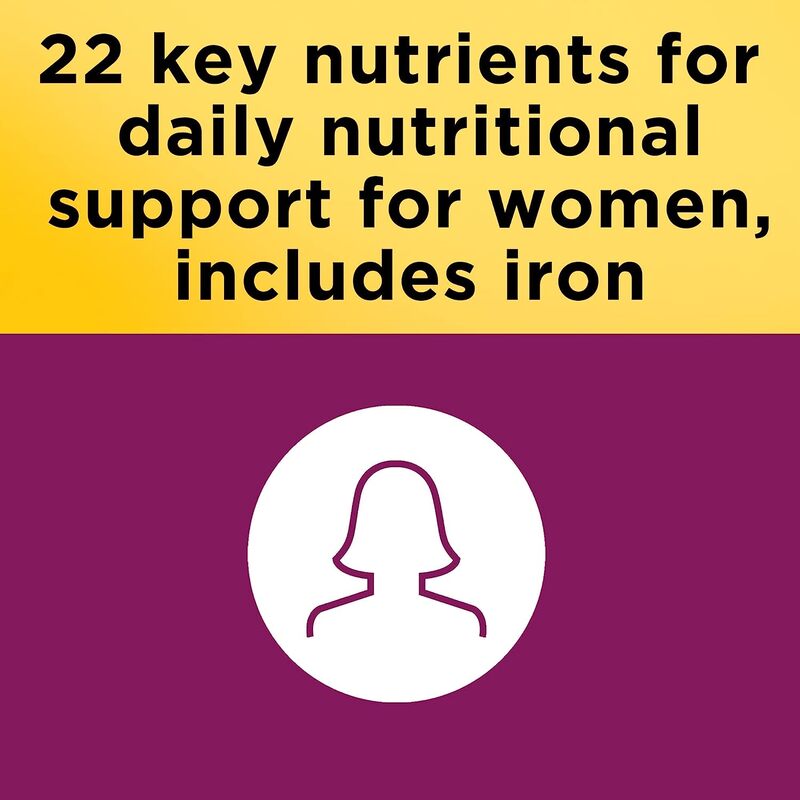 22 key nutrients for
daily nutritional
support for women,
includes iron